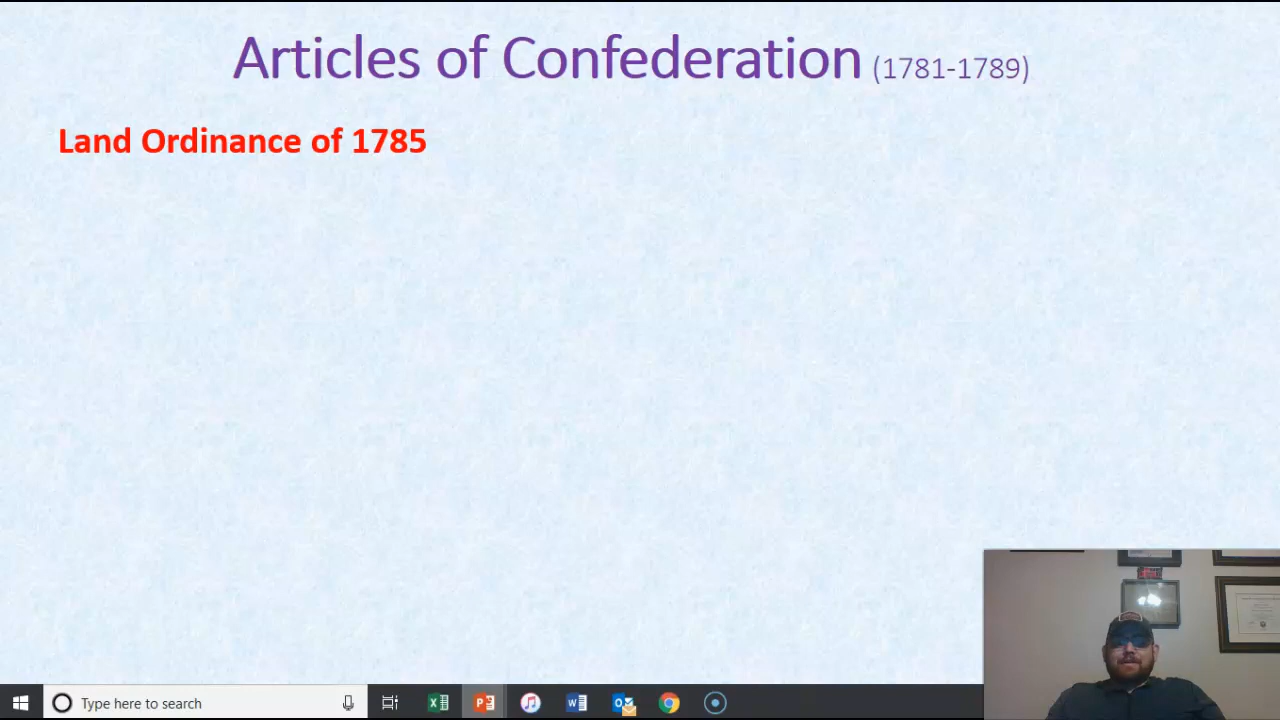 Articles of Confederation (1781-1789)
Land Ordinance of 1785
Type here to search